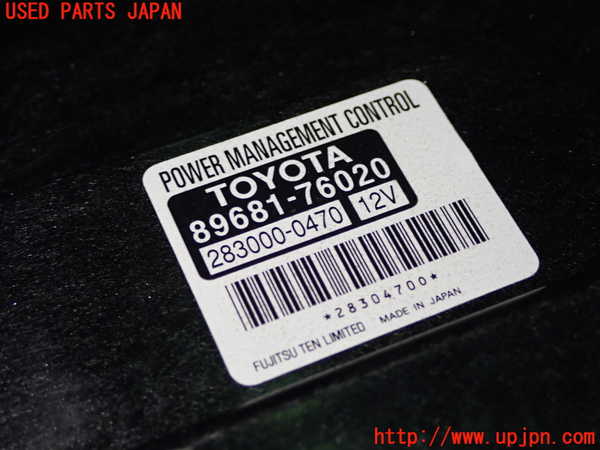 USED PARTS JAPAN
POWER MANAGEMENT CONTROL
TOYOTA
89681-76020
283000-0470 12V
*28304700*
FUJITSU TEN LIMITED MADE IN JAPAN
http://www.upjpn.com/